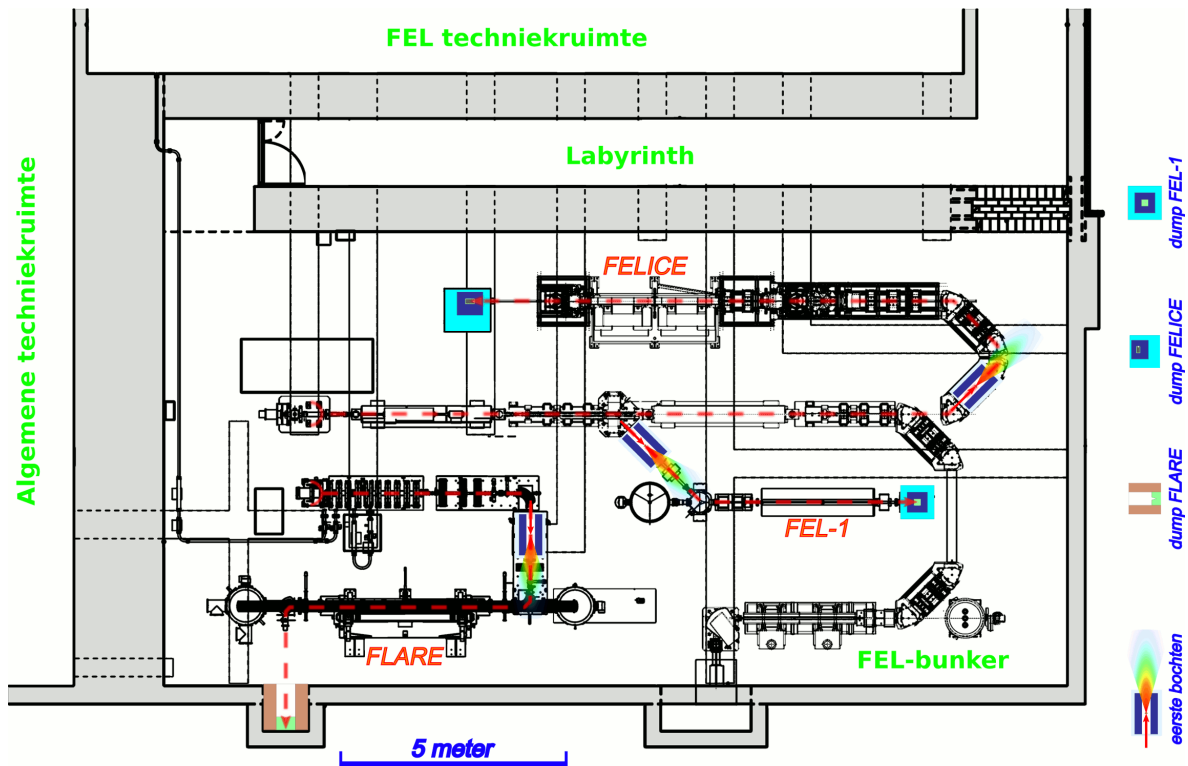 FEL techniekruimte
Labyrinth
Algemene techniekruimte
FELICE
FEL-1
FLARE
FEL-bunker
5 meter
dump FEL-1
dump FELICE
dump FLARE
eerste bochten